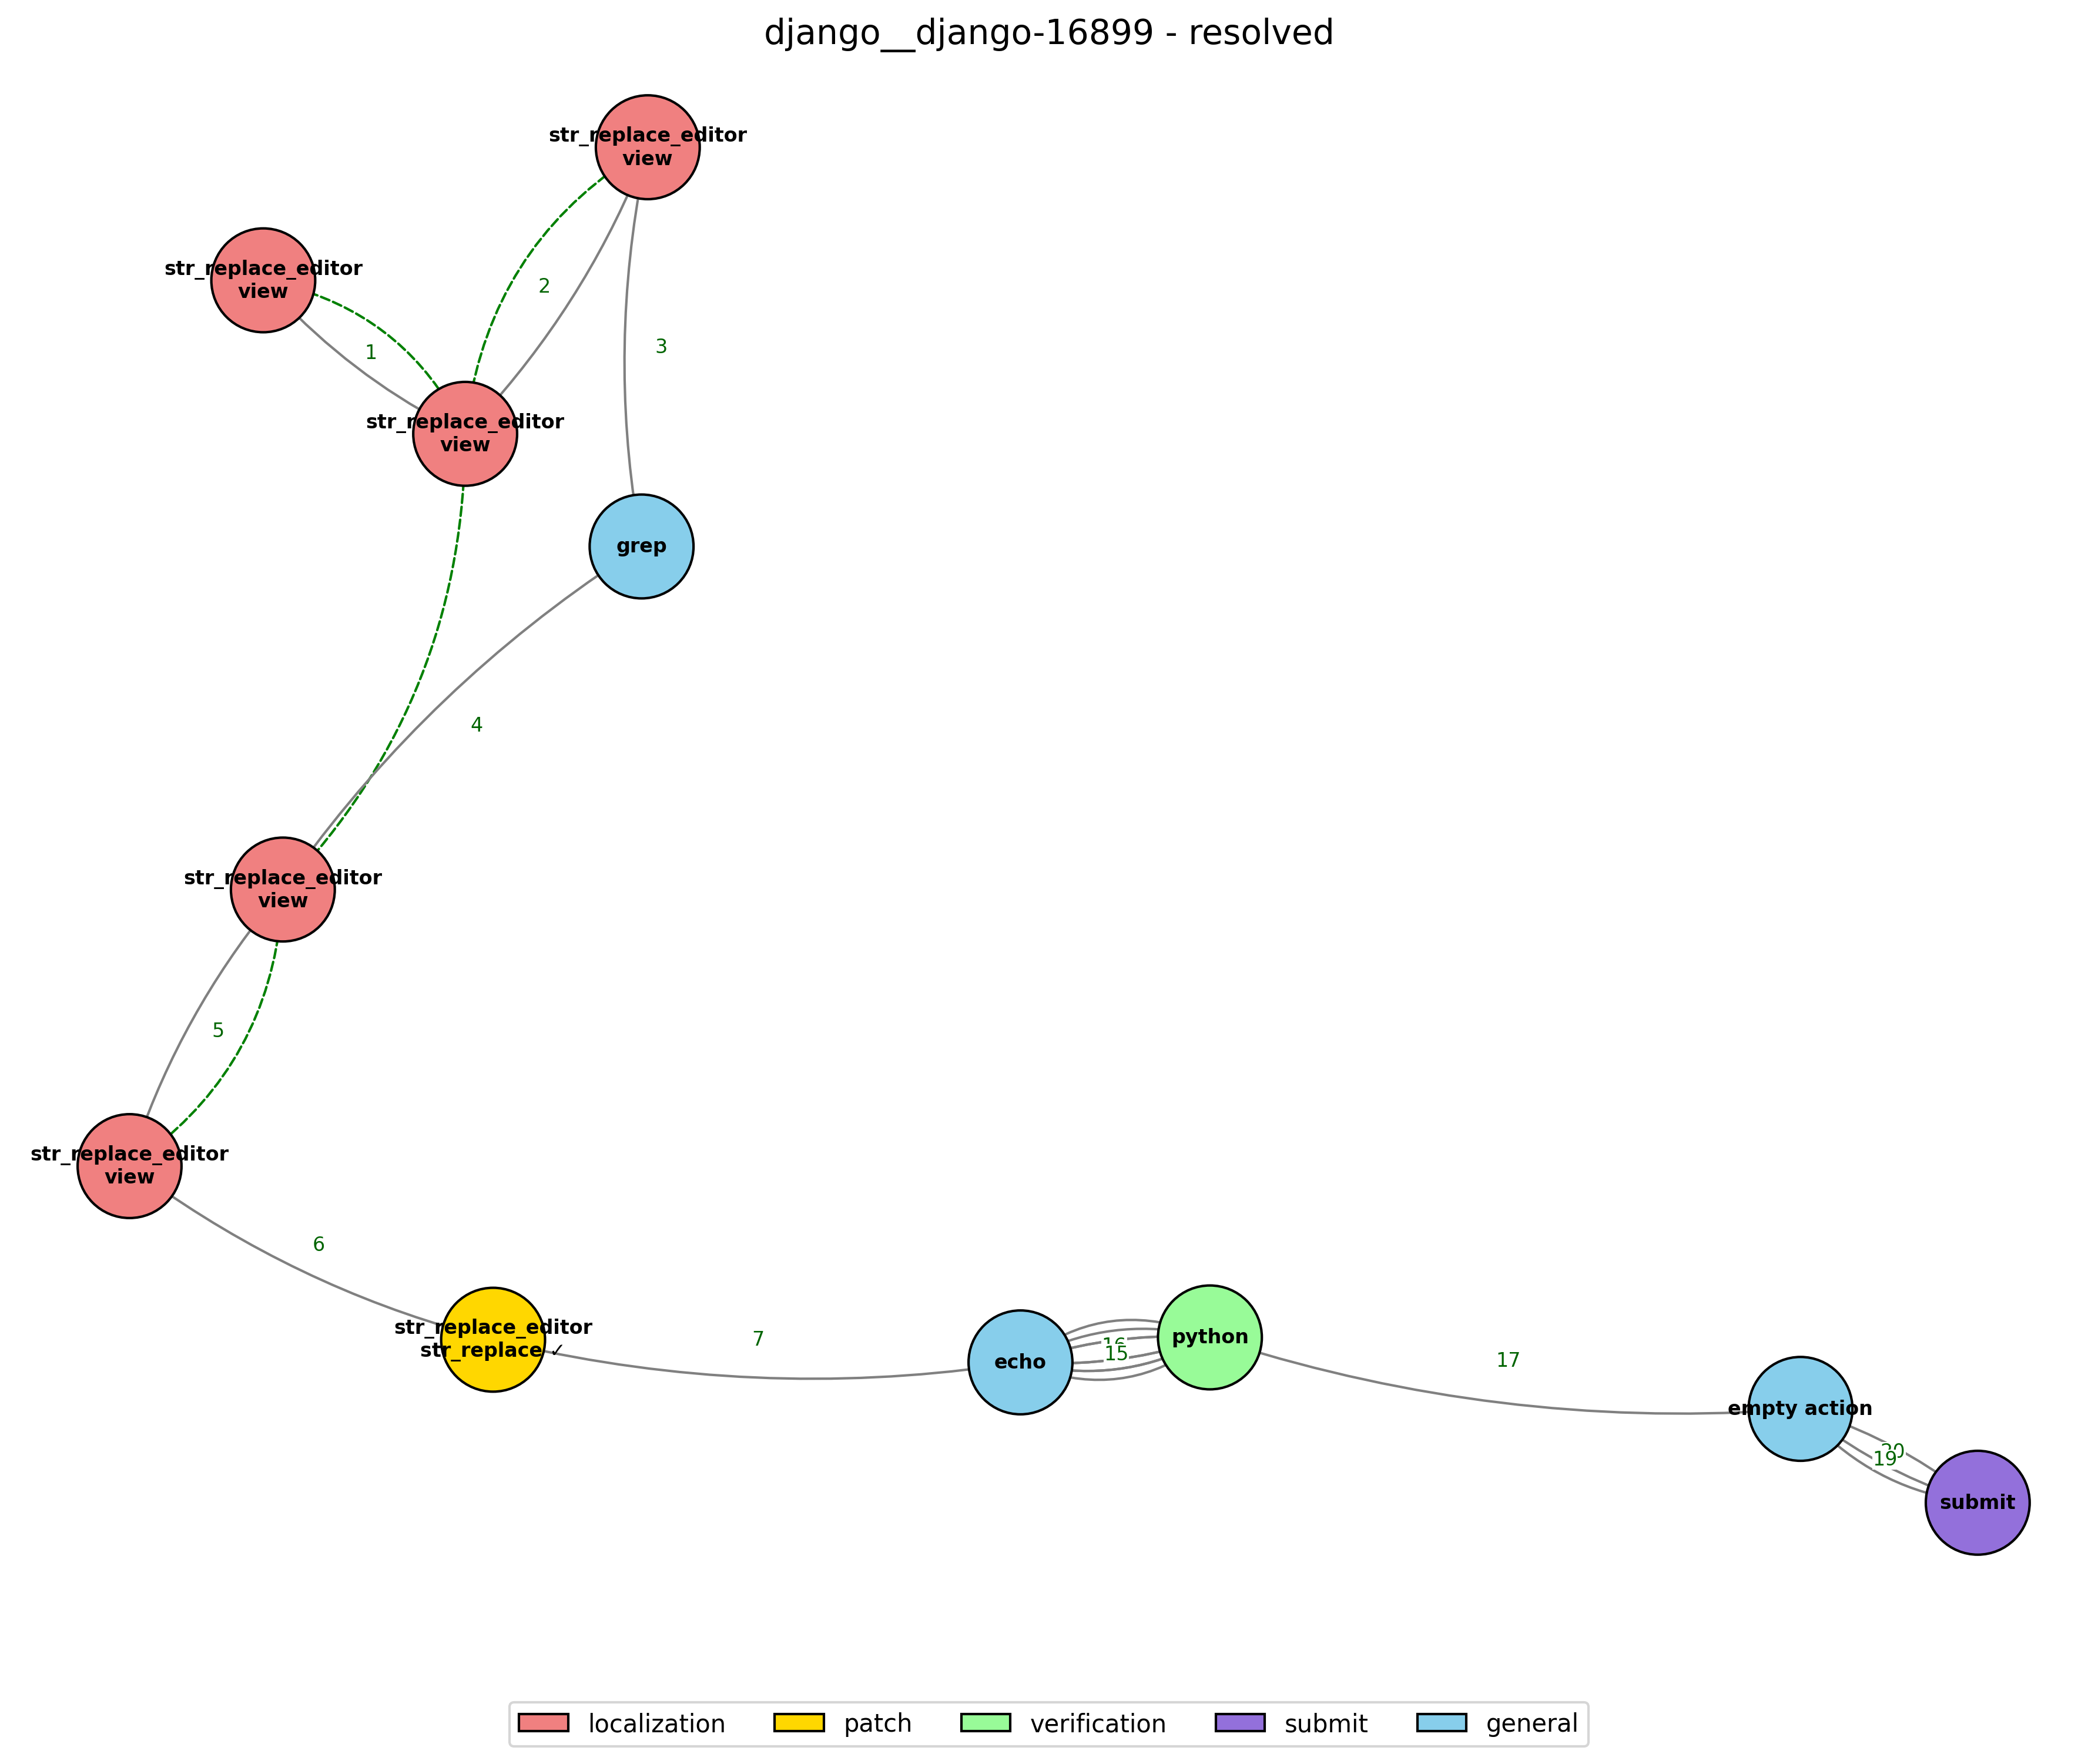 django__django-16899 - resolved
str_replace_editor
view
str_replace_editor
view
2
3
1
str_replace_editor
view
grep
4
str_replace_editor
view
5
str_replace_editor
view
6
str_replace_editor
str_replace ✓
7
echo
16
15
python
17
empty action
20
19
submit
localization
patch
verification
submit
general